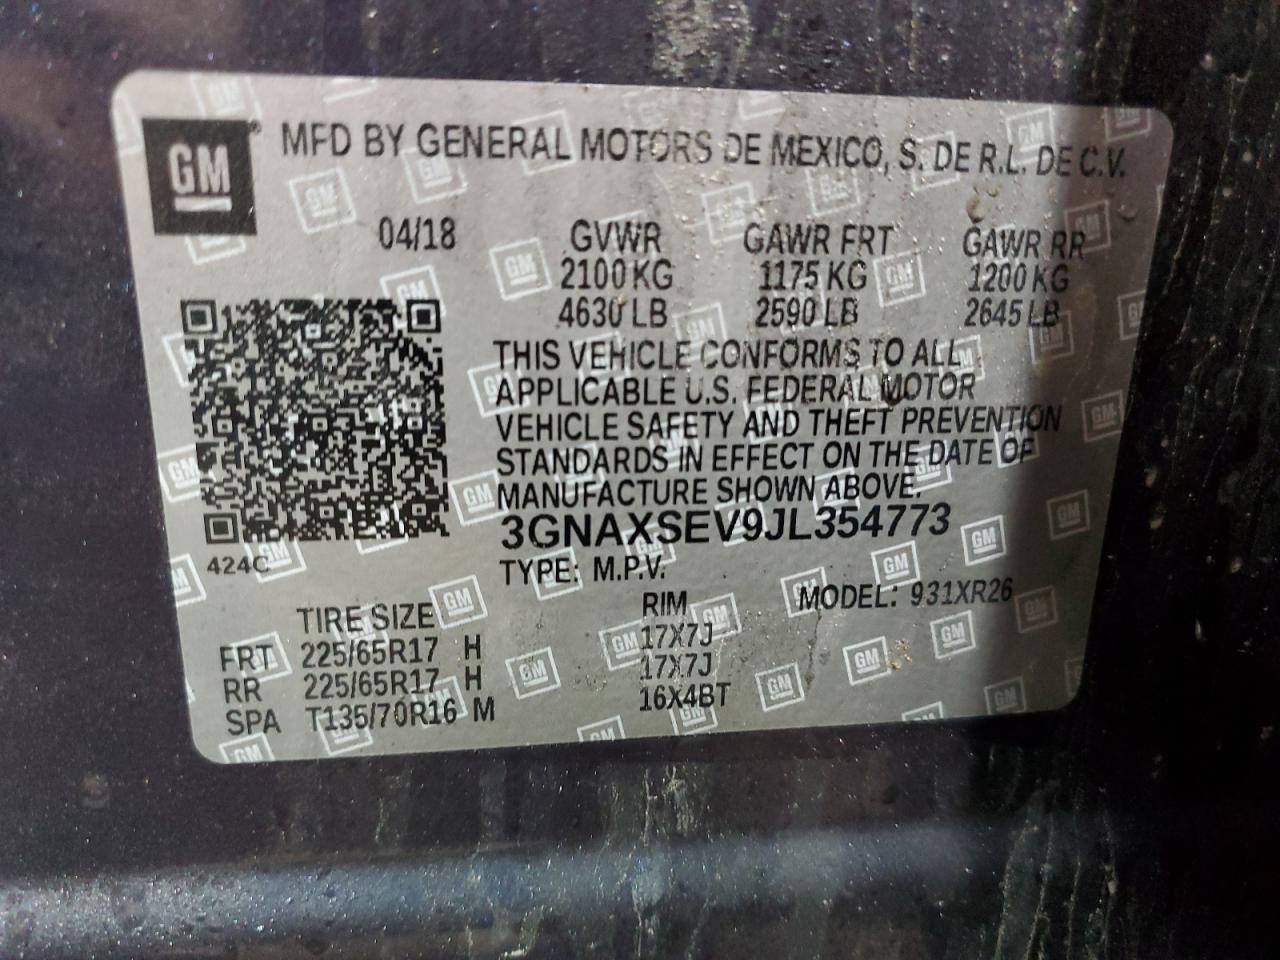 GM® MFD BY GENERAL MOTORS DE MEXICO, S. DE R.L. DE C.V.
04/18 GVWR GAWR FRT GAWR RR
2100 KG 1175 KG 1200 KG
4630 LB 2590 LB 2645 LB
THIS VEHICLE CONFORMS TO ALL
APPLICABLE U.S. FEDERAL MOTOR
VEHICLE SAFETY AND THEFT PREVENTION
STANDARDS IN EFFECT ON THE DATE OF
MANUFACTURE SHOWN ABOVE.
3GNAXSEV9JL354773
424C
TYPE: M.P.V.
TIRE SIZE RIM MODEL: 931XR26
FRT 225/65R17 H 17X7J
RR 225/65R17 H 17X7J
SPA T135/70R16 M 16X4BT